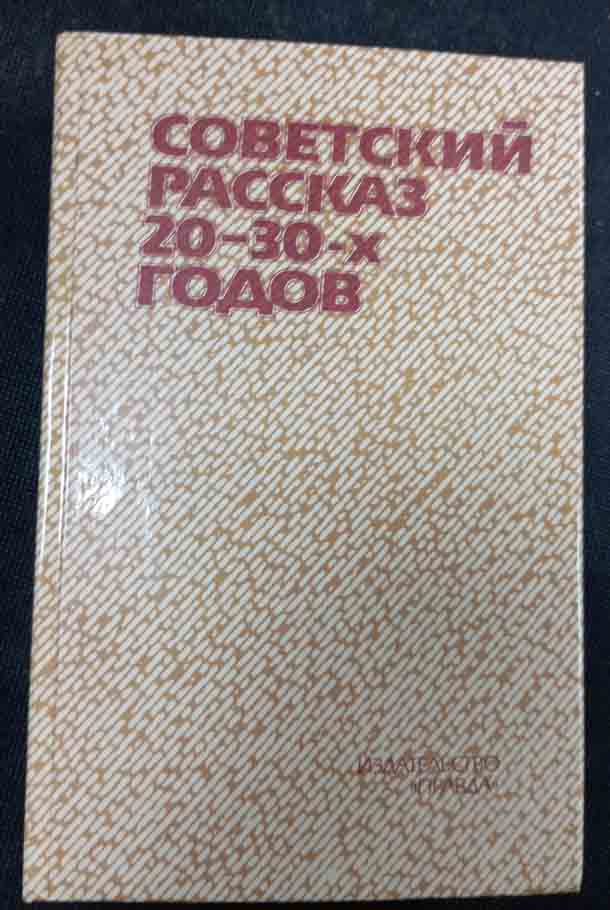 СОВЕТСКИЙ
РАССКАЗ
20–30-х
ГОДОВ
ИЗДАТЕЛЬСТВО
«ПРАВДА»